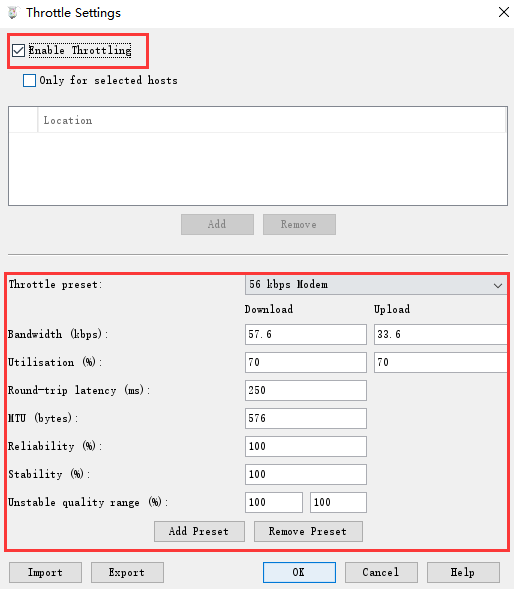 Throttle Settings
Enable Throttling
Only for selected hosts
Location
Add Remove
Throttle preset: 56 kbps Modem
Download Upload
Bandwidth (kbps): 57.6 33.6
Utilisation (%): 70 70
Round-trip latency (ms): 250
MTU (bytes): 576
Reliability (%): 100
Stability (%): 100
Unstable quality range (%): 100 100
Add Preset Remove Preset
Import Export OK Cancel Help